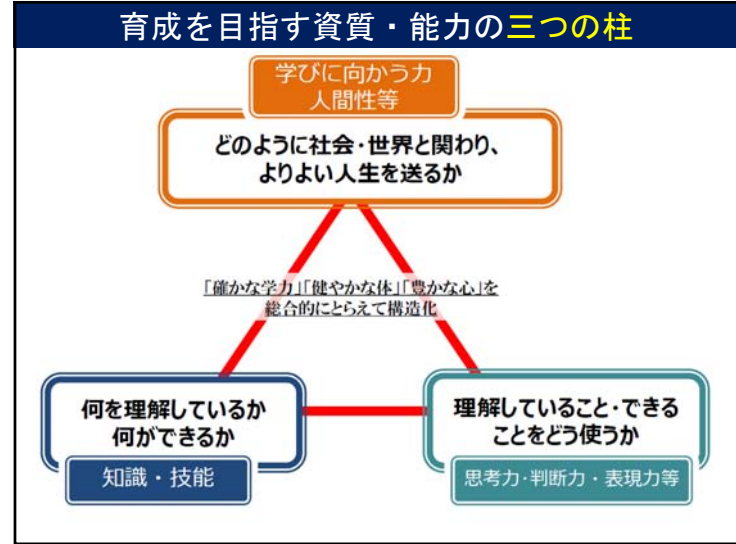 育成を目指す資質・能力の三つの柱
学びに向かう力
人間性等
どのように社会・世界と関わり、
よりよい人生を送るか
「確かな学力」「健やかな体」「豊かな心」を
総合的にとらえて構造化
何を理解しているか
何ができるか
知識・技能
理解していること・できる
ことをどう使うか
思考力・判断力・表現力等